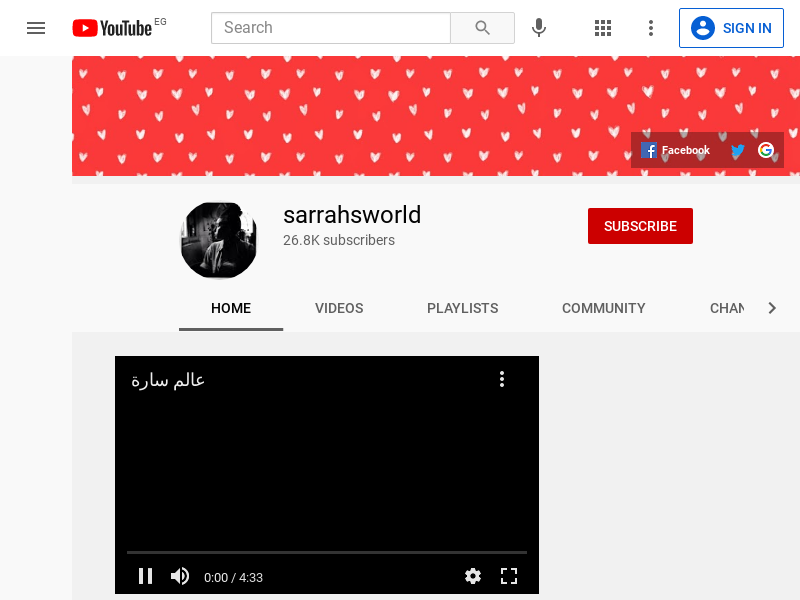 YouTube EG
Search
SIGN IN
Facebook
sarrahsworld
26.8K subscribers
SUBSCRIBE
HOME VIDEOS PLAYLISTS COMMUNITY CHAN
عالم سارة
0:00 / 4:33